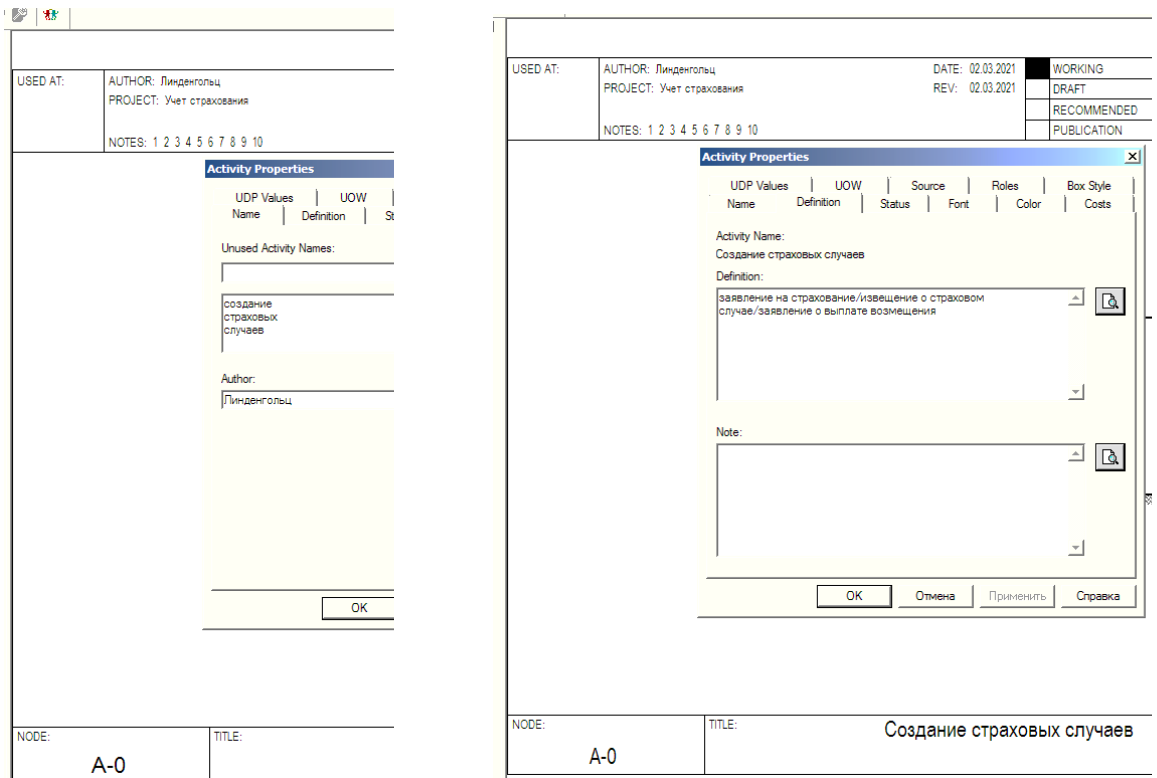 USED AT:
AUTHOR: Линденгольц
PROJECT: Учет страхования
NOTES: 1 2 3 4 5 6 7 8 9 10
Activity Properties
UDP Values UOW
Name Definition St
Unused Activity Names:
создание
страховых
случаев
Author:
Линденгольц
OK
NODE:
A-0
TITLE:
USED AT:
AUTHOR: Линденгольц
DATE: 02.03.2021
WORKING
PROJECT: Учет страхования
REV: 02.03.2021
DRAFT
RECOMMENDED
NOTES: 1 2 3 4 5 6 7 8 9 10
PUBLICATION
Activity Properties
UDP Values UOW Source Roles Box Style
Name Definition Status Font Color Costs
Activity Name:
Создание страховых случаев
Definition:
заявление на страхование/извещение о страховом
случае/заявление о выплате возмещения
Note:
OK Отмена Применить Справка
NODE:
A-0
TITLE:
Создание страховых случаев